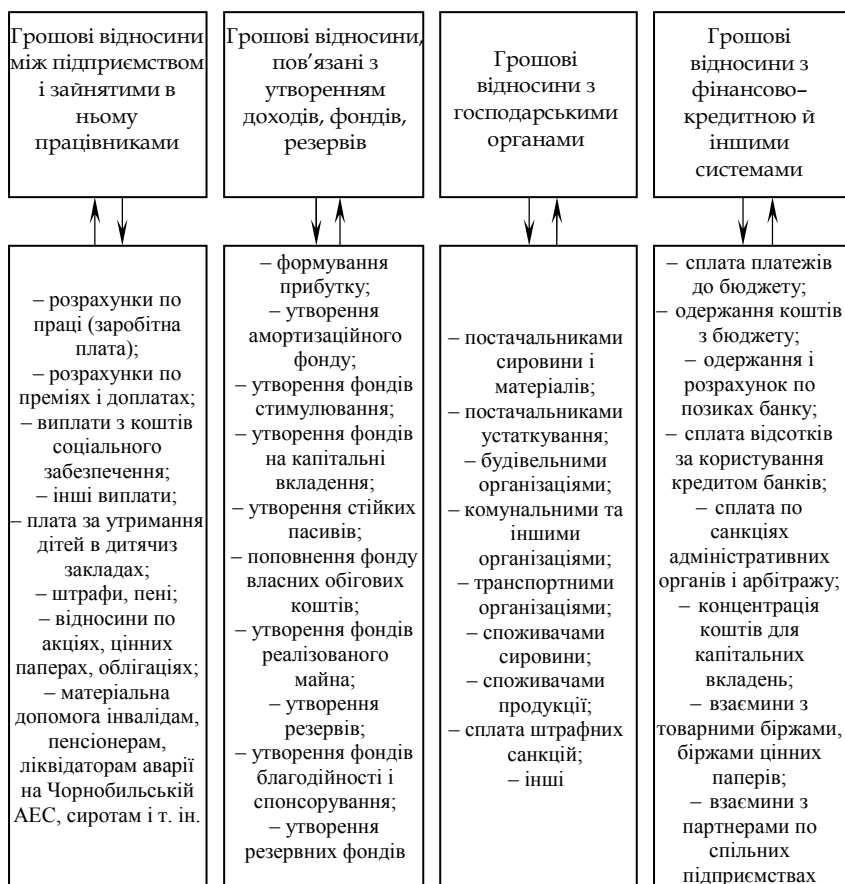 Грошові відносини
між підприємством
і зайнятими в
ньому
працівниками
Грошові відносини,
пов’язані з
утворенням
доходів, фондів,
резервів
Грошові
відносини з
господарськими
органами
Грошові
відносини з
фінансово–
кредитною й
іншими
системами
– розрахунки по
праці (заробітна
плата);
– розрахунки по
преміях і доплатах;
– виплати з коштів
соціального
забезпечення;
– інші виплати;
– плата за утримання
дітей в дитячиз
закладах;
– штрафи, пені;
– відносини по
акціях, цінних
паперах, облігаціях;
– матеріальна
допомога інвалідам,
пенсіонерам,
ліквідаторам аварії
на Чорнобильській
АЕС, сиротам і т. ін.
– формування
прибутку;
– утворення
амортизаційного
фонду;
– утворення фондів
стимулювання;
– утворення фондів
на капітальні
вкладення;
– утворення стійких
пасивів;
– поповнення фонду
власних обігових
коштів;
– утворення фондів
реалізованого
майна;
– утворення
резервів;
– утворення фондів
благодійності і
спонсорування;
– утворення
резервних фондів
– постачальниками
сировини і
матеріалів;
– постачальниками
устаткування;
– будівельними
організаціями;
– комунальними та
іншими
організаціями;
– транспортними
організаціями;
– споживачами
сировини;
– споживачами
продукції;
– сплата штрафних
санкцій;
– інші
– сплата платежів
до бюджету;
– одержання коштів
з бюджету;
– одержання і
розрахунок по
позиках банку;
– сплата відсотків
за користування
кредитом банків;
– сплата по
санкціях
адміністративних
органів і арбітражу;
– концентрація
коштів для
капітальних
вкладень;
– взаємини з
товарними біржами,
біржами цінних
паперів;
– взаємини з
партнерами по
спільних
підприємствах